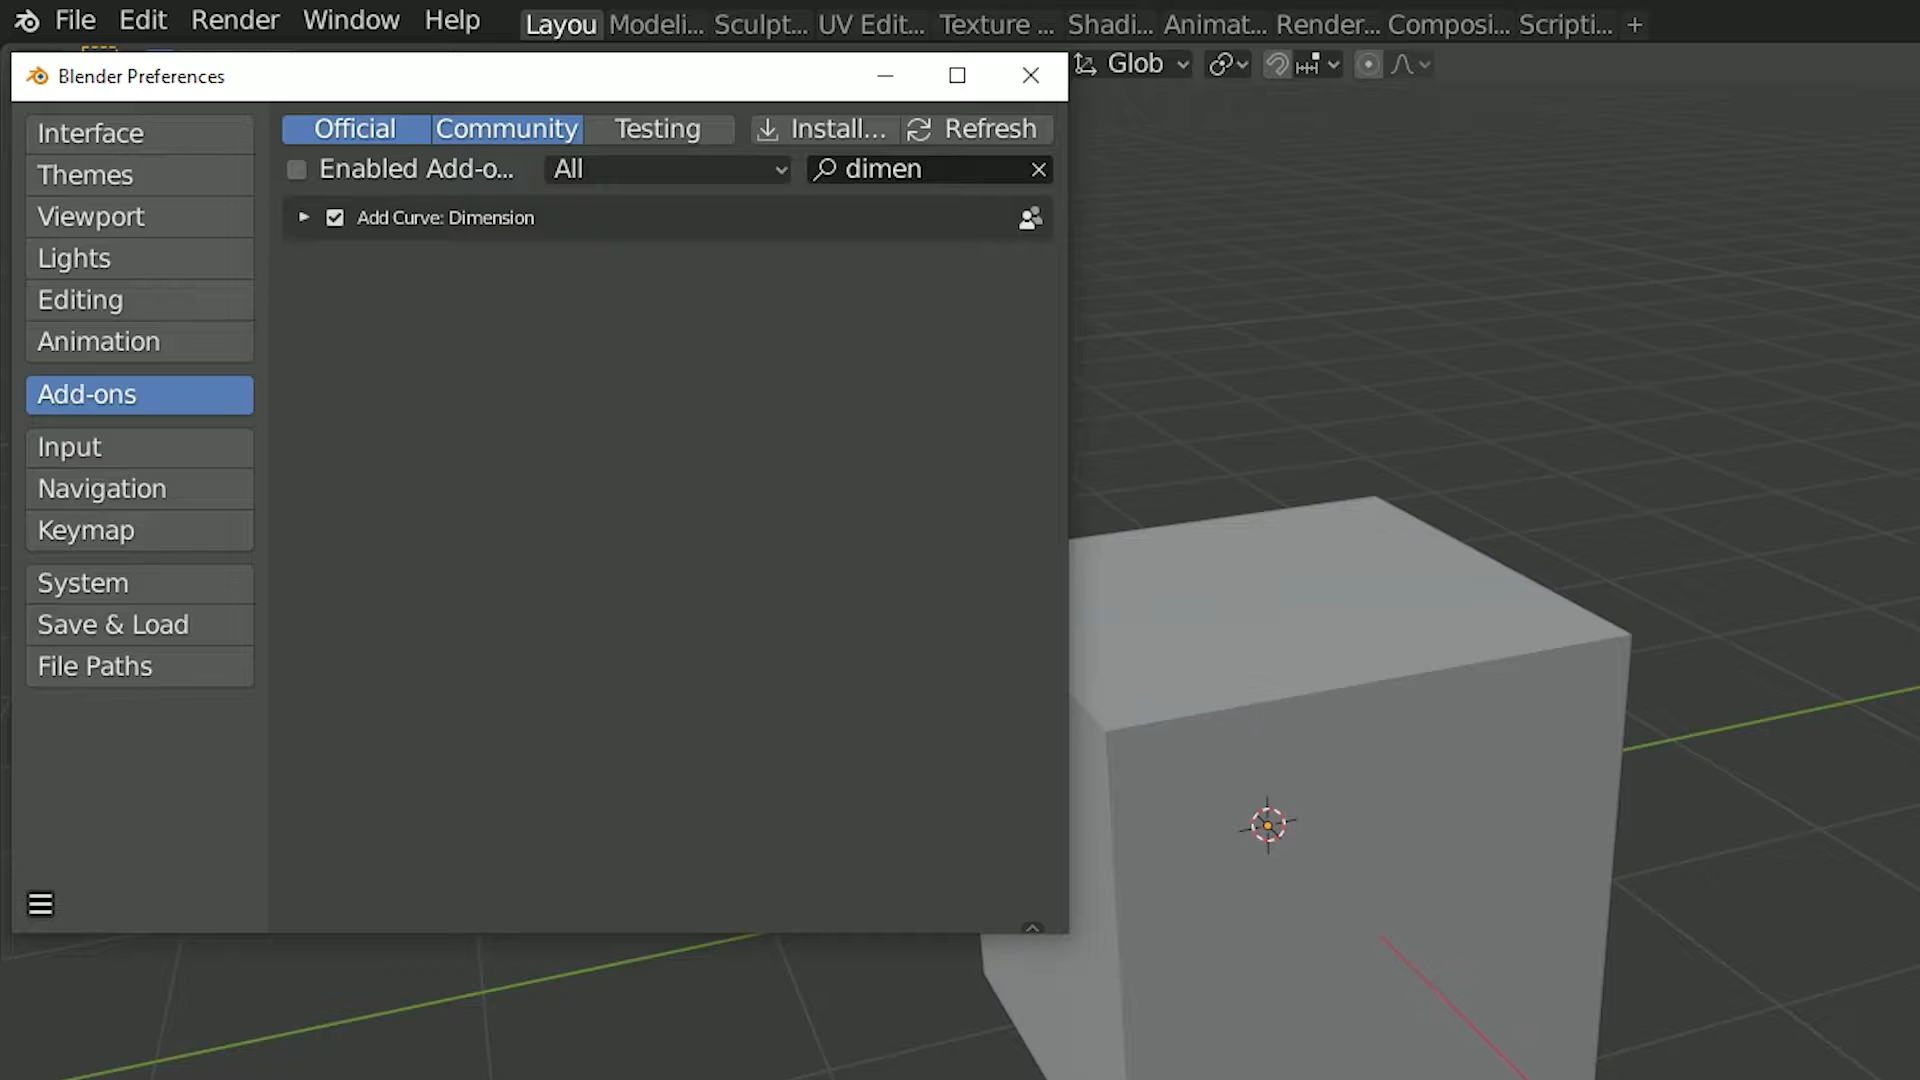 File Edit Render Window Help Layou Modeli... Sculpt... UV Edit... Texture ... Shadi... Animat... Render... Composi... Scripti... +
Glob
Blender Preferences
Interface
Themes
Viewport
Lights
Editing
Animation
Add-ons
Input
Navigation
Keymap
System
Save & Load
File Paths
Official Community Testing Install... Refresh
Enabled Add-o... All dimen
Add Curve: Dimension